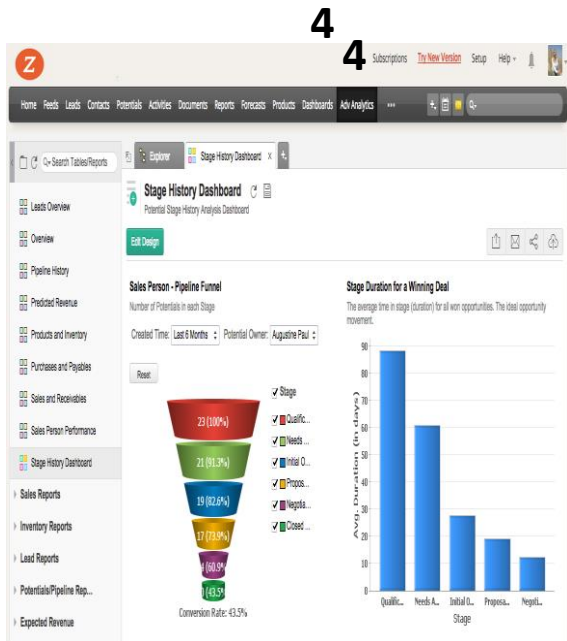 4
4
Z
Subscriptions Try New Version Setup Help
Home Feeds Leads Contacts Potentials Activities Documents Reports Forecasts Products Dashboards Adv Analytics ...
Search Tables/Reports
Explorer Stage History Dashboard ×
Leads Overview
Overview
Pipeline History
Predicted Revenue
Products and Inventory
Purchases and Payables
Sales and Receivables
Sales Person Performance
Stage History Dashboard
Sales Reports
Inventory Reports
Lead Reports
Potentials/Pipeline Rep...
Expected Revenue
Stage History Dashboard
Potential Stage History Analysis Dashboard
Edit Design
Sales Person - Pipeline Funnel
Number of Potentials in each Stage
Created Time: Last 6 Months Potential Owner: Augustine Paul
Reset
Stage
Qualific...
Needs ...
Initial O...
Propos...
Negotia...
Closed ...
23 (100%)
21 (91.3%)
19 (82.6%)
17 (73.9%)
(60.9%
(43.5%
Conversion Rate: 43.5%
Stage Duration for a Winning Deal
The average time in stage (duration) for all won opportunities. The ideal opportunity
movement.
Avg. Duration (in days)
90
80
70
60
50
40
30
20
10
0
Qualific... Needs A... Initial O... Proposa... Negoti...
Stage